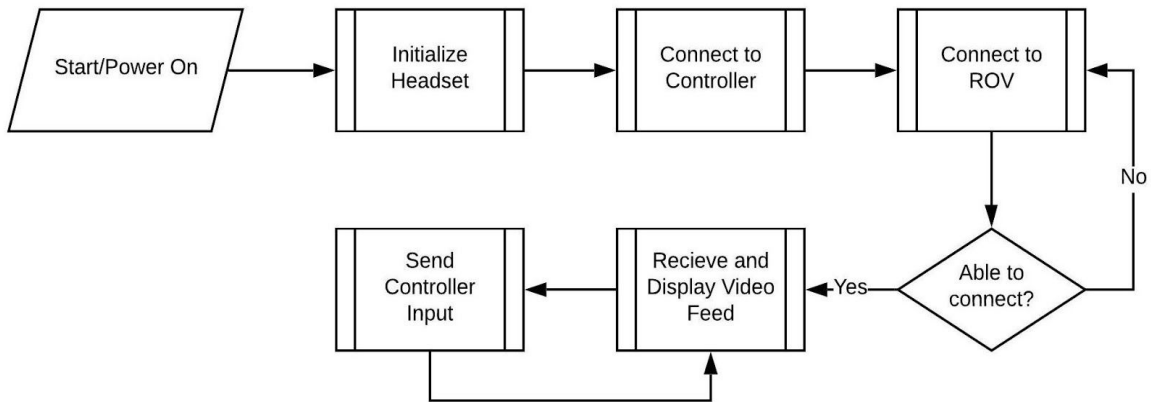 Start/Power On
Initialize
Headset
Connect to
Controller
Connect to
ROV
No
Send
Controller
Input
Recieve and
Display Video
Feed
Yes
Able to
connect?